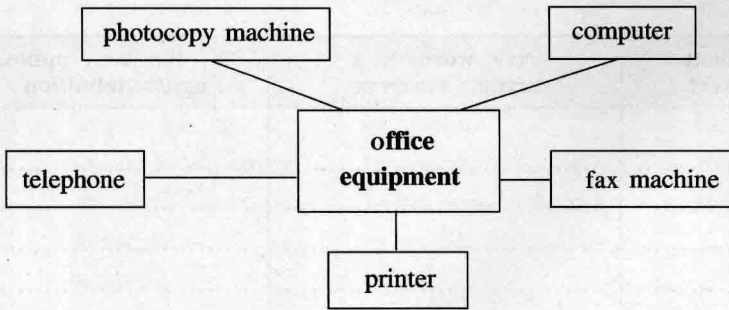 photocopy machine
computer
office
equipment
telephone
fax machine
printer